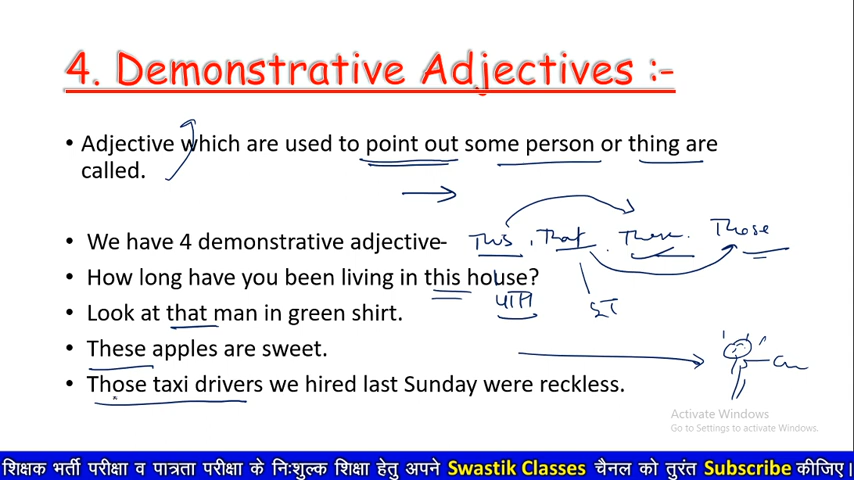 4. Demonstrative Adjectives :-
• Adjective which are used to point out some person or thing are
called.
• We have 4 demonstrative adjective- This, That, These. Those
• How long have you been living in this house?
• Look at that man in green shirt.
• These apples are sweet.
• Those taxi drivers we hired last Sunday were reckless.
Activate Windows
Go to Settings to activate Windows.
शिक्षक भर्ती परीक्षा व पात्रता परीक्षा के निःशुल्क शिक्षा हेतु अपने Swastik Classes चैनल को तुरंत Subscribe कीजिए।